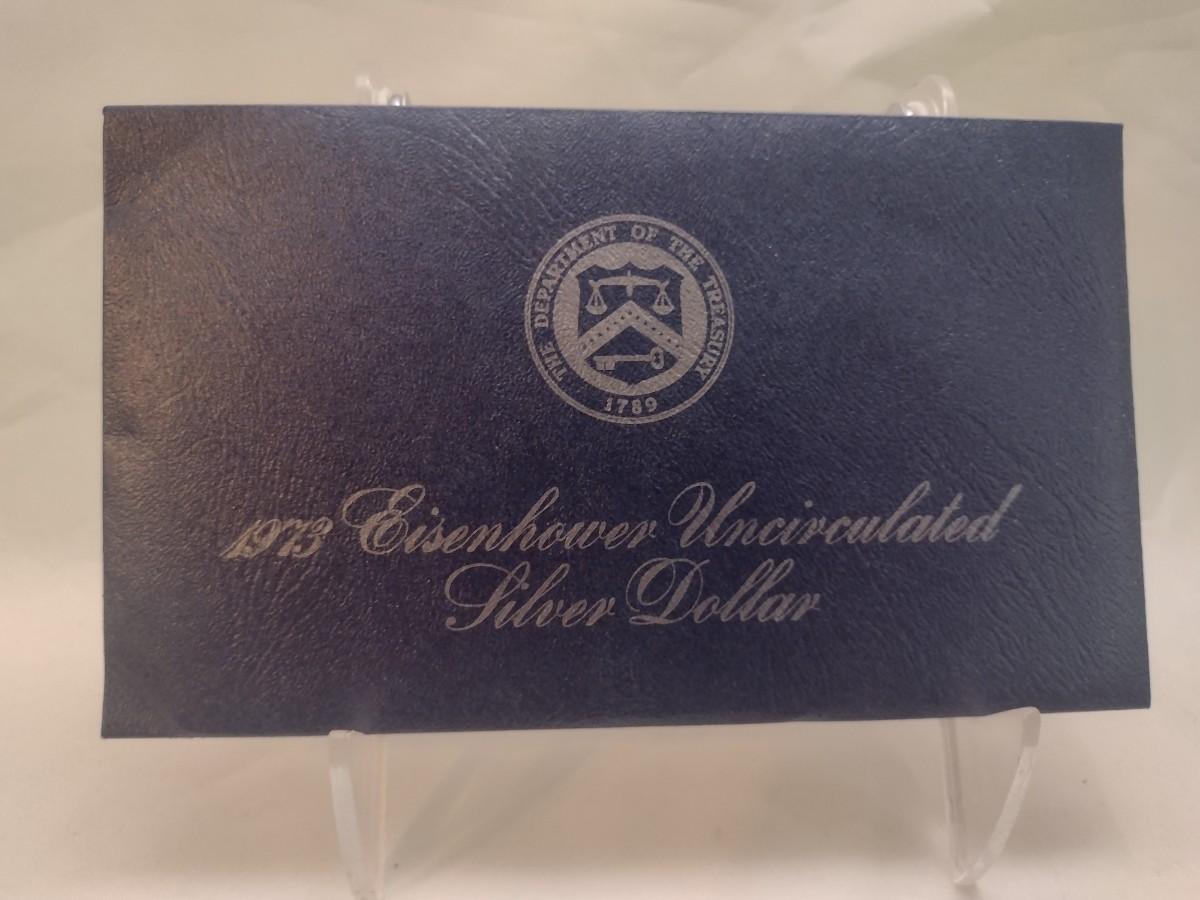 THE DEPARTMENT OF THE TREASURY
1789
1973 Eisenhower Uncirculated
Silver Dollar